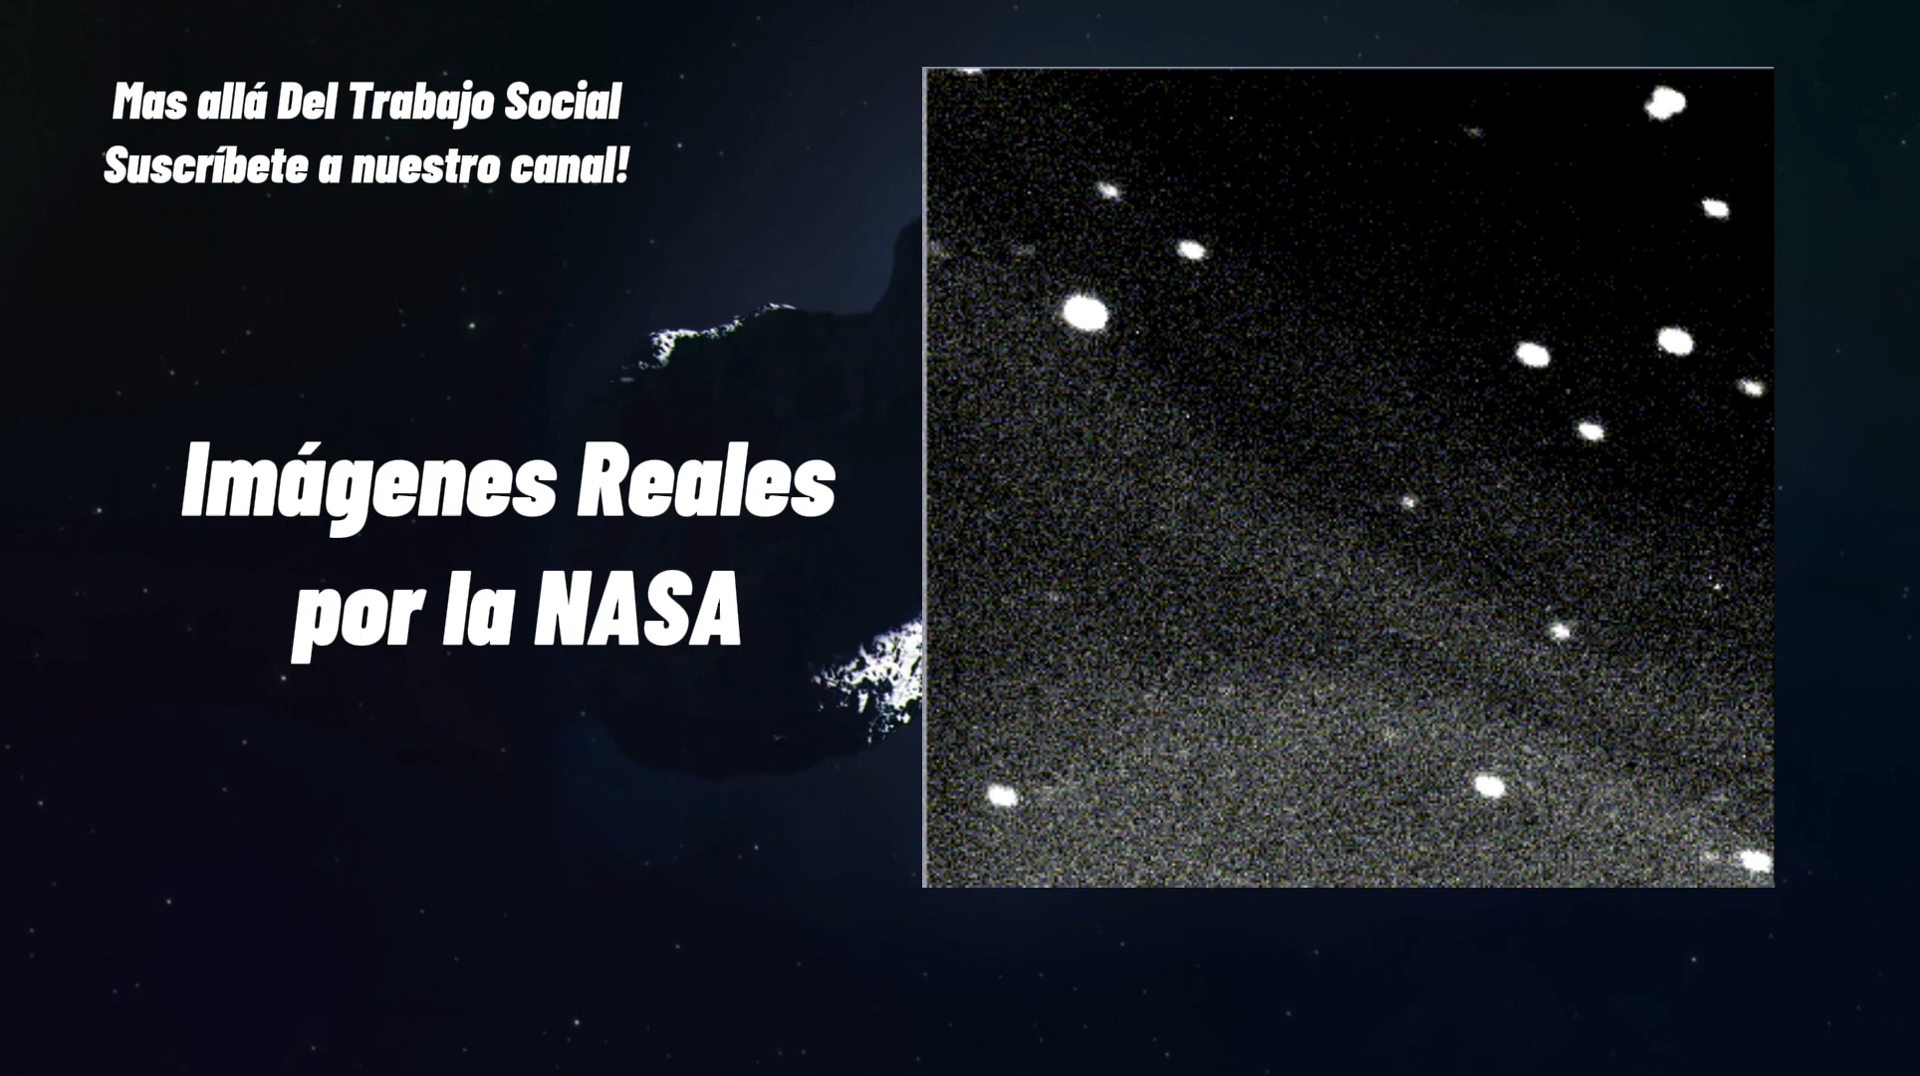 Mas allá Del Trabajo Social
Suscríbete a nuestro canal!
Imágenes Reales
por la NASA